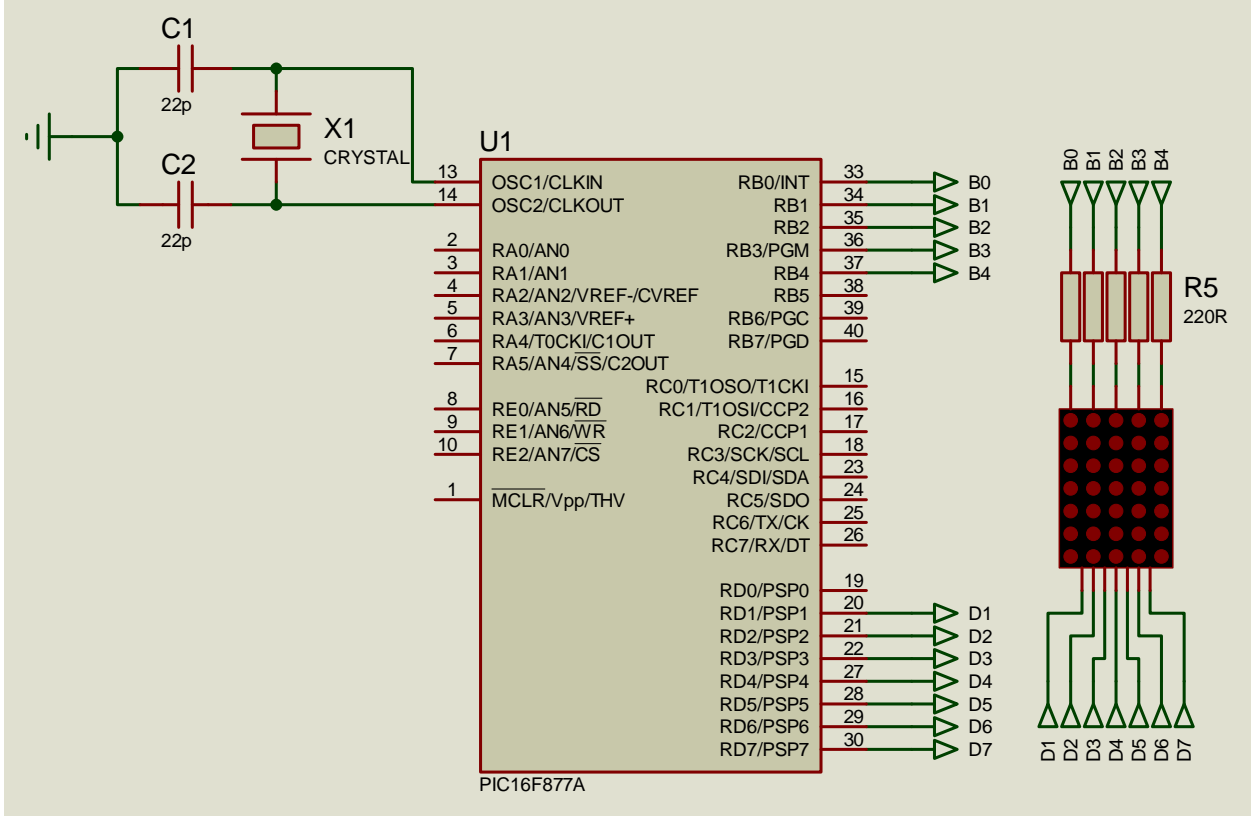 C1
22p
X1
CRYSTAL
C2
22p
U1
13 OSC1/CLKIN
14 OSC2/CLKOUT
2 RA0/AN0
3 RA1/AN1
4 RA2/AN2/VREF-/CVREF
5 RA3/AN3/VREF+
6 RA4/T0CKI/C1OUT
7 RA5/AN4/SS/C2OUT
8 RE0/AN5/RD
9 RE1/AN6/WR
10 RE2/AN7/CS
1 MCLR/Vpp/THV
RB0/INT 33 B0
RB1 34 B1
RB2 35 B2
RB3/PGM 36 B3
RB4 37 B4
RB5 38
RB6/PGC 39
RB7/PGD 40
RC0/T1OSO/T1CKI 15
RC1/T1OSI/CCP2 16
RC2/CCP1 17
RC3/SCK/SCL 18
RC4/SDI/SDA 23
RC5/SDO 24
RC6/TX/CK 25
RC7/RX/DT 26
RD0/PSP0 19
RD1/PSP1 20 D1
RD2/PSP2 21 D2
RD3/PSP3 22 D3
RD4/PSP4 27 D4
RD5/PSP5 28 D5
RD6/PSP6 29 D6
RD7/PSP7 30 D7
PIC16F877A
B0 B1 B2 B3 B4
R5
220R
D1 D2 D3 D4 D5 D6 D7